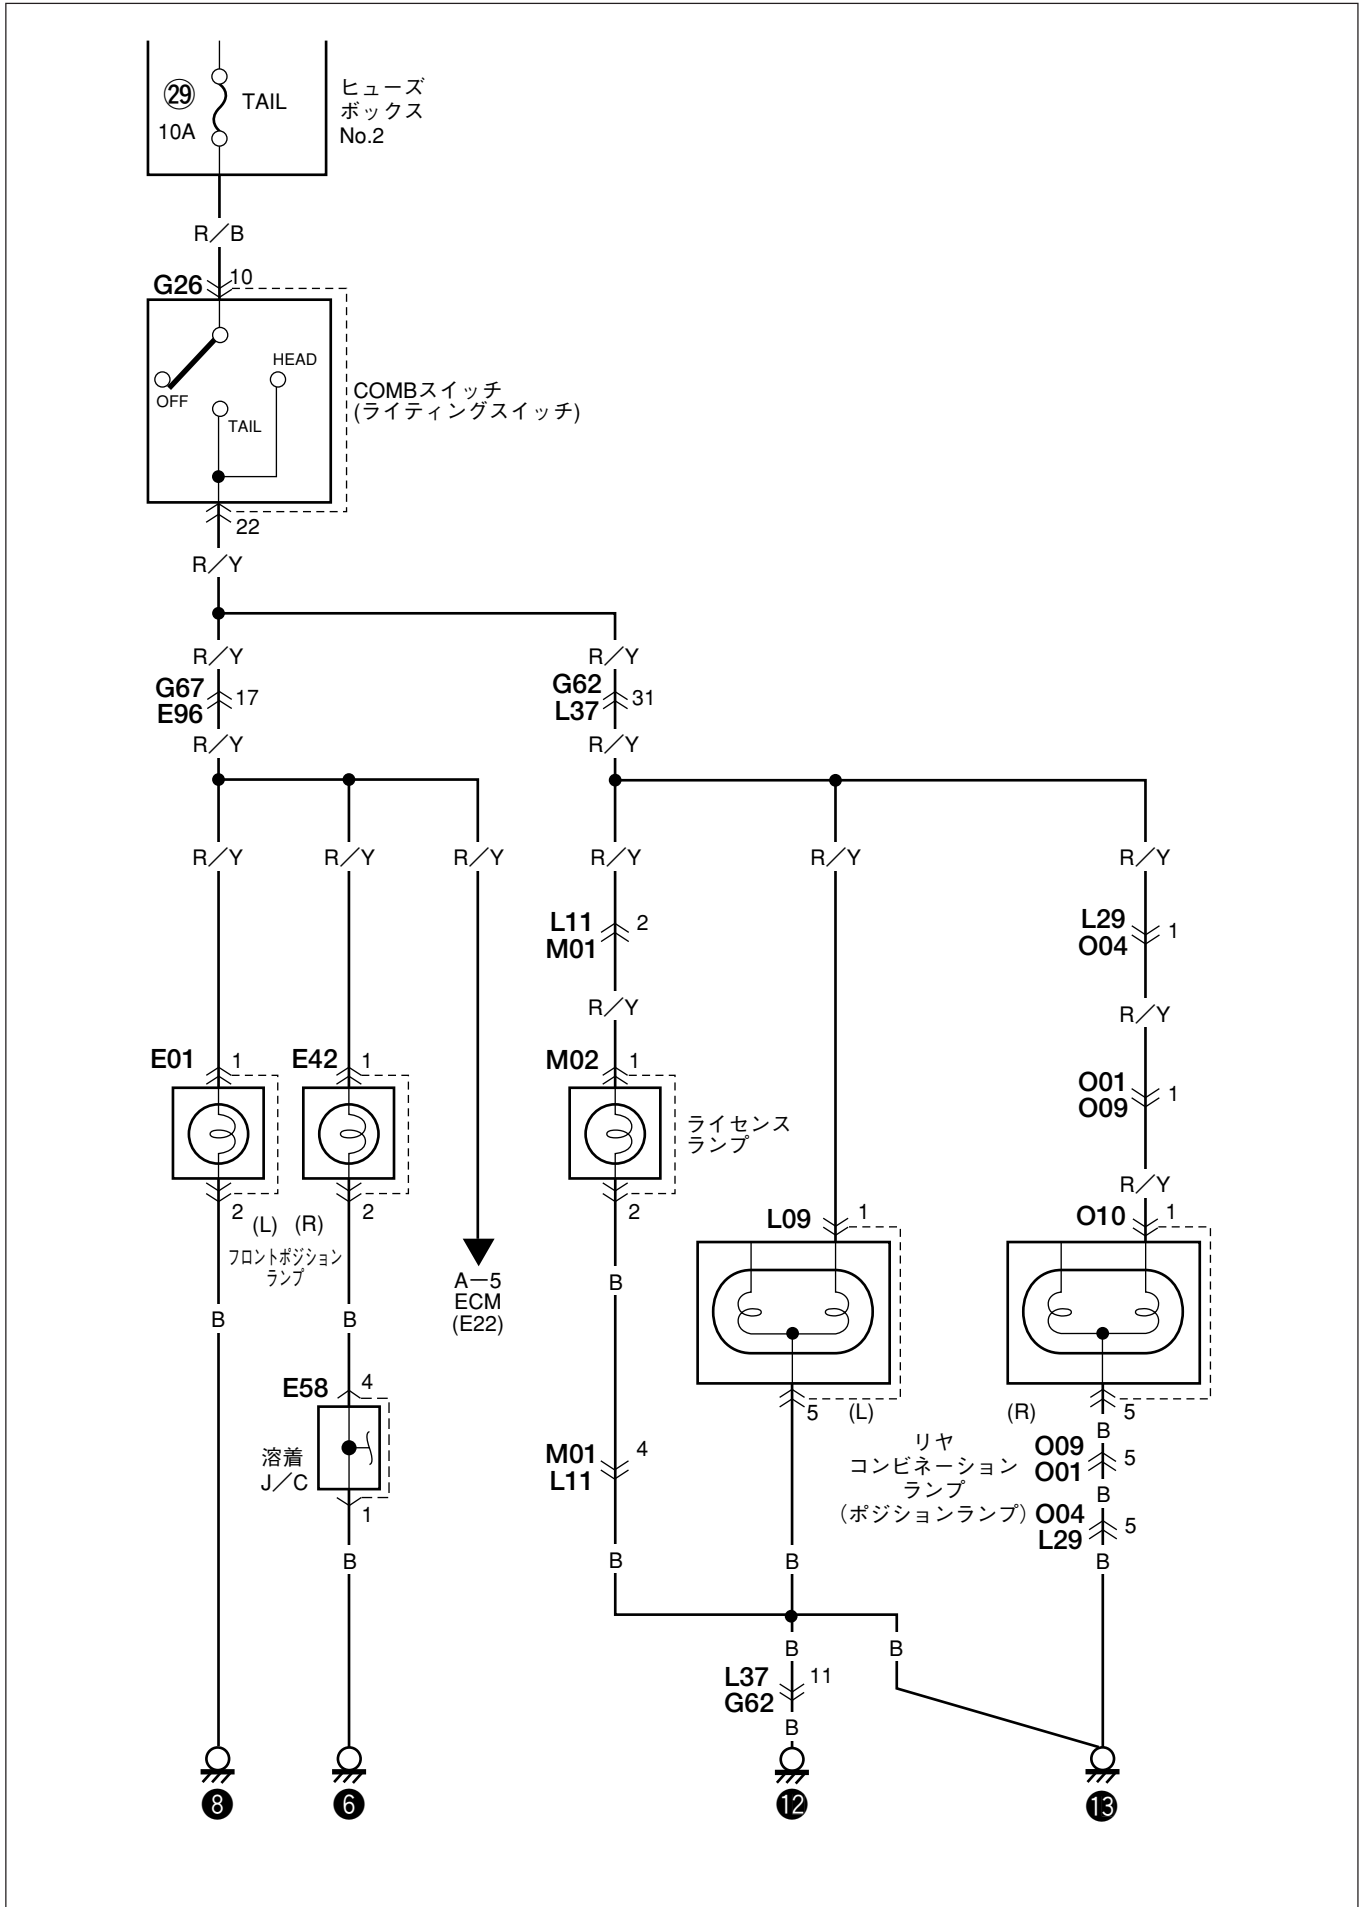 ㉙ TAIL
10A
ヒューズ
ボックス
No.2
R/B
G26 10
HEAD
OFF
TAIL
COMBスイッチ
(ライティングスイッチ)
22
R/Y
R/Y R/Y
G67
E96
17
G62
L37
31
R/Y R/Y
R/Y R/Y R/Y R/Y R/Y R/Y
L11
M01
2
L29
O04
1
R/Y R/Y
E01 1 E42 1 M02 1
O01
O09
1
ライセンス
ランプ
R/Y
2 (L) (R) 2 2
フロントポジション
ランプ
L09 1 O10 1
A-5
ECM
(E22)
B B B
E58 4
溶着
J/C
1
5 (L) (R) 5
リヤ
コンビネーション
ランプ
(ポジションランプ)
B
O09
O01
5
B
O04
L29
5
M01
L11
4
B B B B
B B
L37
G62
11
B
❽ ❻ ⓬ ⓭